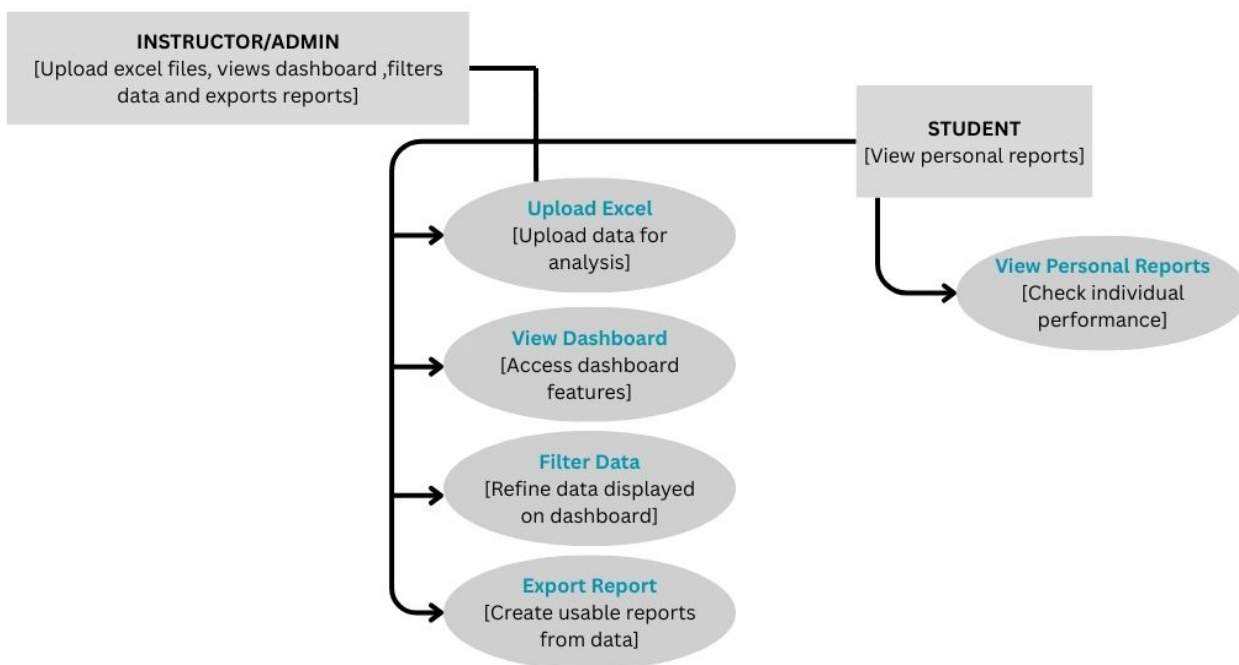 INSTRUCTOR/ADMIN
[Upload excel files, views dashboard ,filters
data and exports reports]
STUDENT
[View personal reports]
Upload Excel
[Upload data for
analysis]
View Personal Reports
[Check individual
performance]
View Dashboard
[Access dashboard
features]
Filter Data
[Refine data displayed
on dashboard]
Export Report
[Create usable reports
from data]